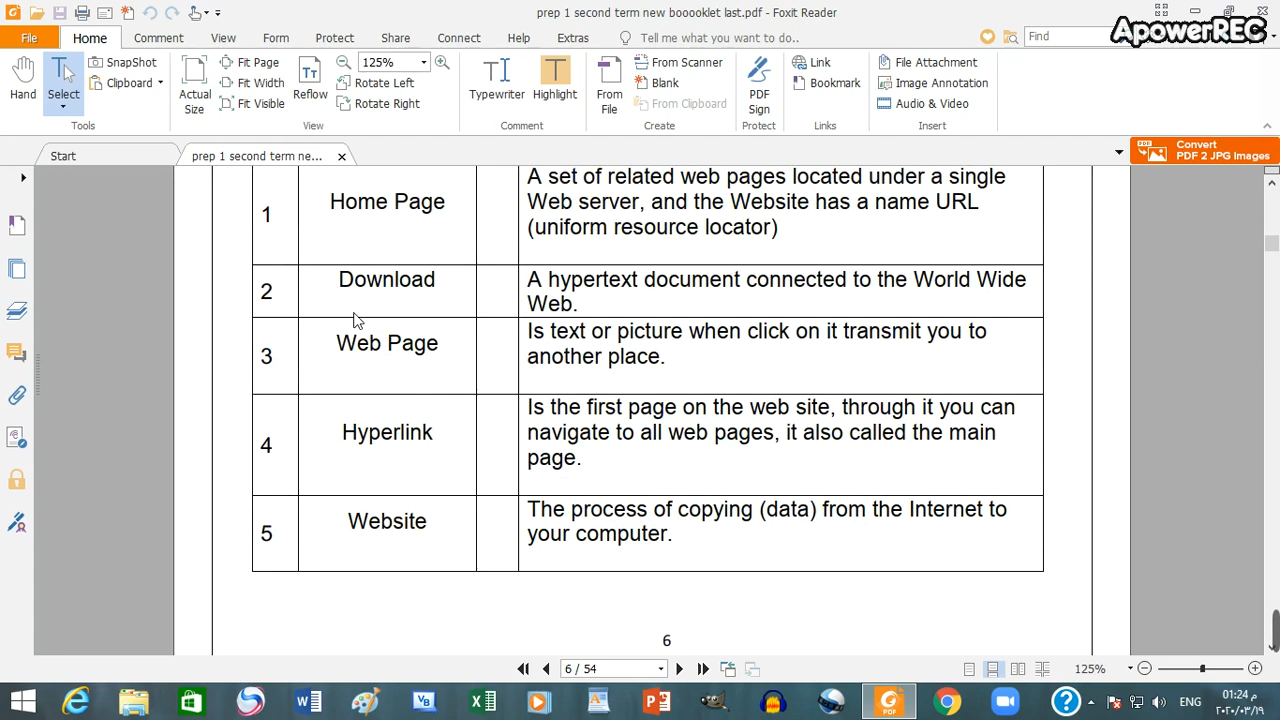 prep 1 second term new booooklet last.pdf - Foxit Reader
ApowerREC
File Home Comment View Form Protect Share Connect Help Extras Tell me what you want to do.. Find
Hand
Select
SnapShot
Clipboard
Tools
Actual Size
Fit Page
Fit Width
Fit Visible
Reflow
125%
Rotate Left
Rotate Right
View
Typewriter
Highlight
Comment
From File
From Scanner
Blank
From Clipboard
Create
PDF Sign
Protect
Link
Bookmark
Links
File Attachment
Image Annotation
Audio & Video
Insert
Start
prep 1 second term ne...
Convert
PDF 2 JPG Images
1 Home Page
A set of related web pages located under a single
Web server, and the Website has a name URL
(uniform resource locator)
2 Download
A hypertext document connected to the World Wide
Web.
3 Web Page
Is text or picture when click on it transmit you to
another place.
4 Hyperlink
Is the first page on the web site, through it you can
navigate to all web pages, it also called the main
page.
5 Website
The process of copying (data) from the Internet to
your computer.
6
6 / 54
125%
ENG
01:24 م
٢٠٢٠/٠٣/١٩